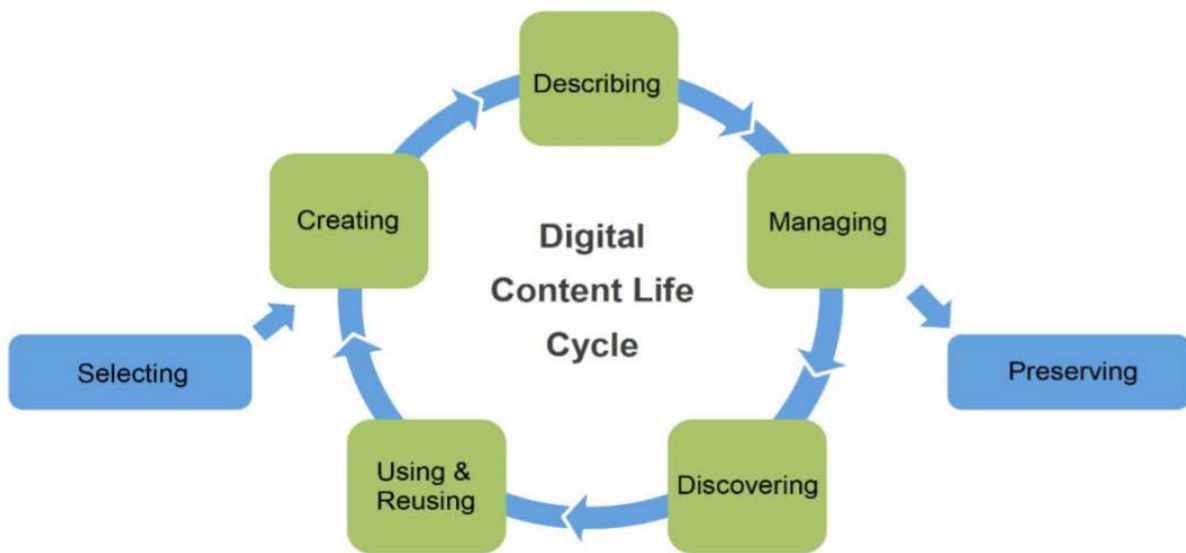 Describing
Creating
Managing
Digital
Content Life
Cycle
Selecting
Preserving
Using &
Reusing
Discovering